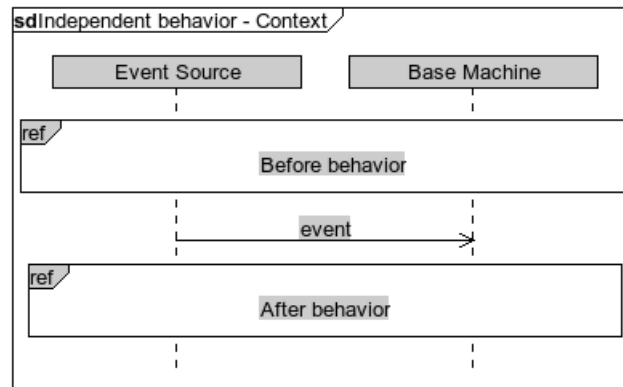 sdIndependent behavior - Context
Event Source Base Machine
ref
Before behavior
event
ref
After behavior